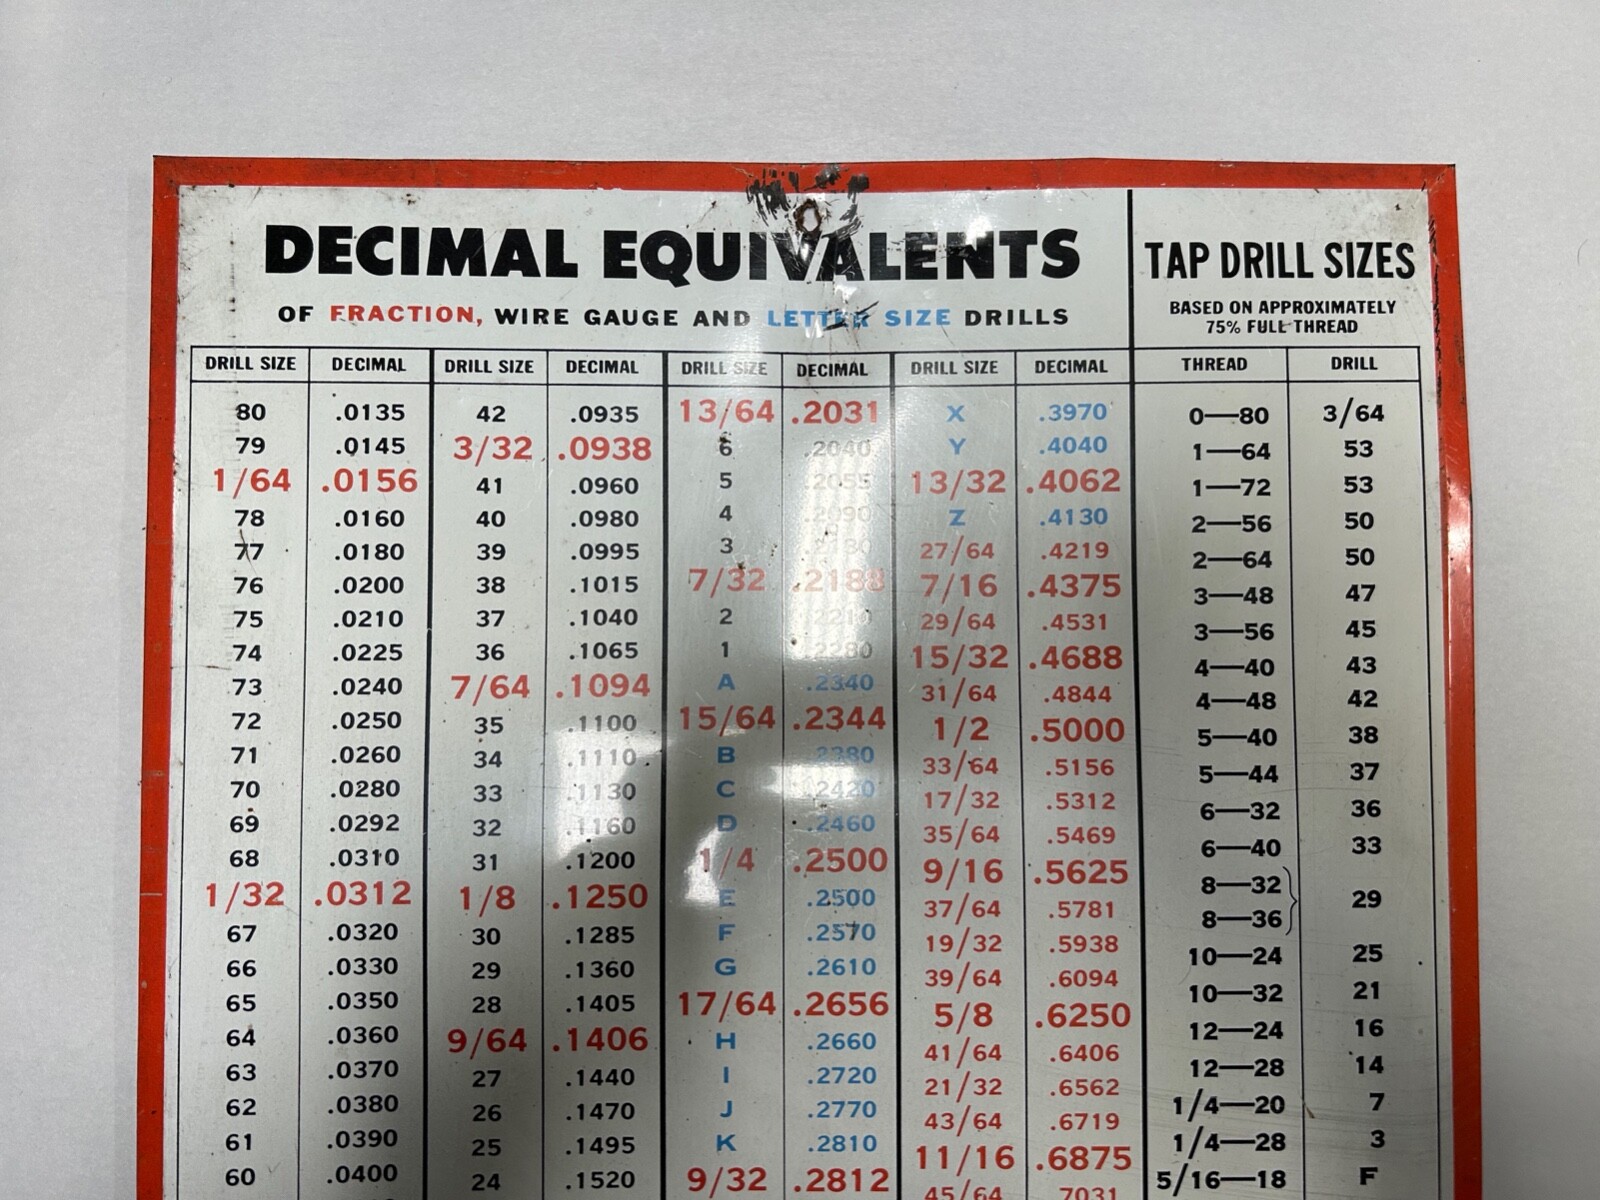 DECIMAL EQUIVALENTS
OF FRACTION, WIRE GAUGE AND LETTER SIZE DRILLS
TAP DRILL SIZES
BASED ON APPROXIMATELY
75% FULL THREAD
DRILL SIZE DECIMAL DRILL SIZE DECIMAL DRILL SIZE DECIMAL DRILL SIZE DECIMAL THREAD DRILL
80 .0135 42 .0935 13/64 .2031 X .3970 0—80 3/64
79 .0145 3/32 .0938 6 .2040 Y .4040 1—64 53
1/64 .0156 41 .0960 5 .2055 13/32 .4062 1—72 53
78 .0160 40 .0980 4 .2090 Z .4130 2—56 50
77 .0180 39 .0995 3 27/64 .4219 2—64 50
76 .0200 38 .1015 7/32 .2188 7/16 .4375 3—48 47
75 .0210 37 .1040 2 .2210 29/64 .4531 3—56 45
74 .0225 36 .1065 1 .2280 15/32 .4688 4—40 43
73 .0240 7/64 .1094 A .2340 31/64 .4844 4—48 42
72 .0250 35 .1100 15/64 .2344 1/2 .5000 5—40 38
71 .0260 34 .1110 B .2380 33/64 .5156 5—44 37
70 .0280 33 .1130 C .2420 17/32 .5312 6—32 36
69 .0292 32 .1160 D .2460 35/64 .5469 6—40 33
68 .0310 31 .1200 1/4 .2500 9/16 .5625 8—32 29
1/32 .0312 1/8 .1250 E .2500 37/64 .5781 8—36
67 .0320 30 .1285 F .2570 19/32 .5938 10—24 25
66 .0330 29 .1360 G .2610 39/64 .6094 10—32 21
65 .0350 28 .1405 17/64 .2656 5/8 .6250 12—24 16
64 .0360 9/64 .1406 H .2660 41/64 .6406 12—28 14
63 .0370 27 .1440 I .2720 21/32 .6562 1/4—20 7
62 .0380 26 .1470 J .2770 43/64 .6719 1/4—28 3
61 .0390 25 .1495 K .2810 11/16 .6875 5/16—18 F
60 .0400 24 .1520 9/32 .2812 45/64 .7031